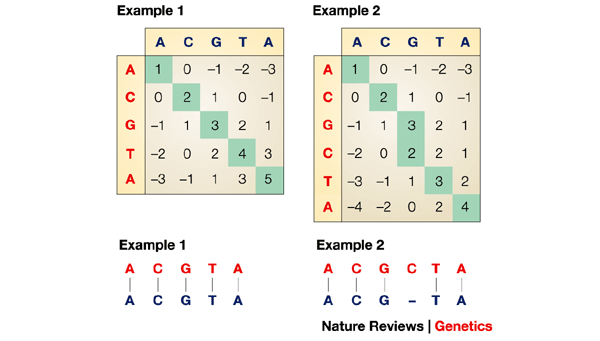 Example 1
A C G T A
A 1 0 −1 −2 −3
C 0 2 1 0 −1
G −1 1 3 2 1
T −2 0 2 4 3
A −3 −1 1 3 5
Example 2
A C G T A
A 1 0 −1 −2 −3
C 0 2 1 0 −1
G −1 1 3 2 1
C −2 0 2 2 1
T −3 −1 1 3 2
A −4 −2 0 2 4
Example 1
A C G T A
A C G T A
Example 2
A C G C T A
A C G – T A
Nature Reviews | Genetics